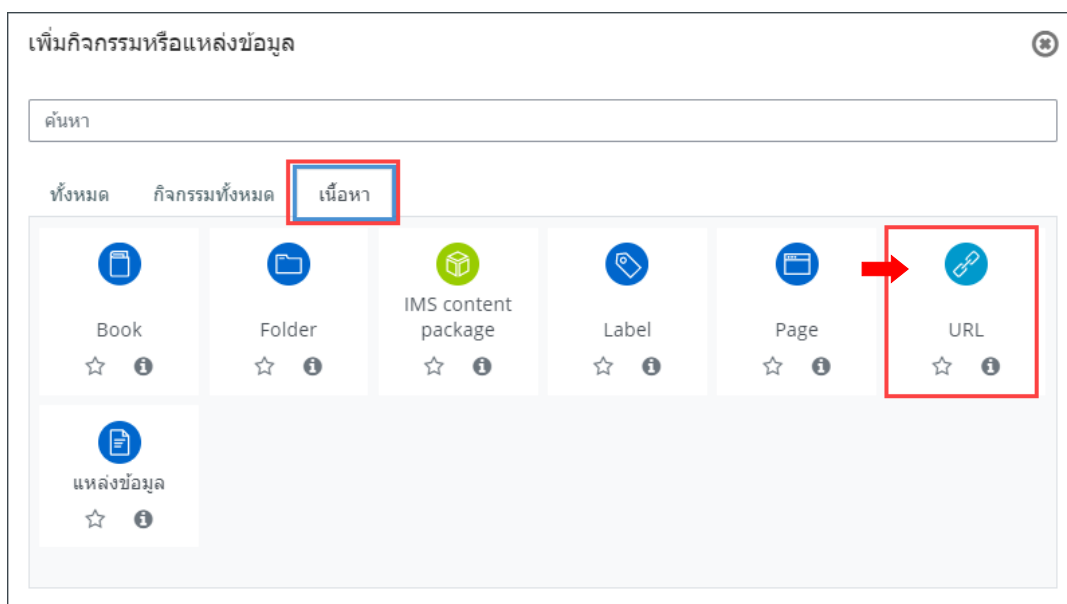 เพิ่มกิจกรรมหรือแหล่งข้อมูล
ค้นหา
ทั้งหมด กิจกรรมทั้งหมด เนื้อหา
Book
Folder
IMS content
package
Label
Page
URL
แหล่งข้อมูล